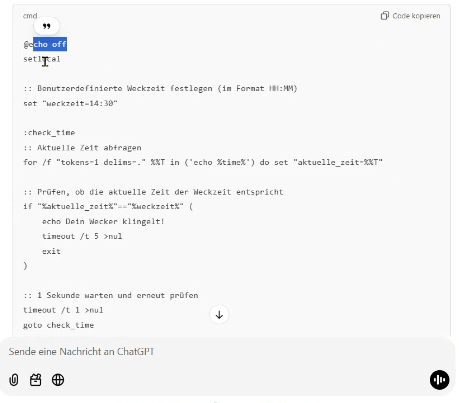 cmd
Code kopieren
@echo off
setlocal
:: Benutzerdefinierte Weckzeit festlegen (im Format HH:MM)
set "weckzeit=14:30"
:check_time
:: Aktuelle Zeit abfragen
for /f "tokens=1 delims=." %%T in ('echo %time%') do set "aktuelle_zeit=%%T"
:: Prüfen, ob die aktuelle Zeit der Weckzeit entspricht
if "%aktuelle_zeit%"=="%weckzeit%" (
echo Dein Wecker klingelt!
timeout /t 5 >nul
exit
)
:: 1 Sekunde warten und erneut prüfen
timeout /t 1 >nul
goto check_time
Sende eine Nachricht an ChatGPT